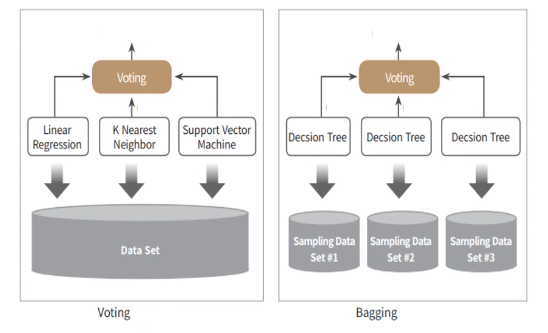 Voting
Linear
Regression
K Nearest
Neighbor
Support Vector
Machine
Data Set
Voting
Voting
Decsion Tree
Decsion Tree
Decsion Tree
Sampling Data
Set #1
Sampling Data
Set #2
Sampling Data
Set #3
Bagging